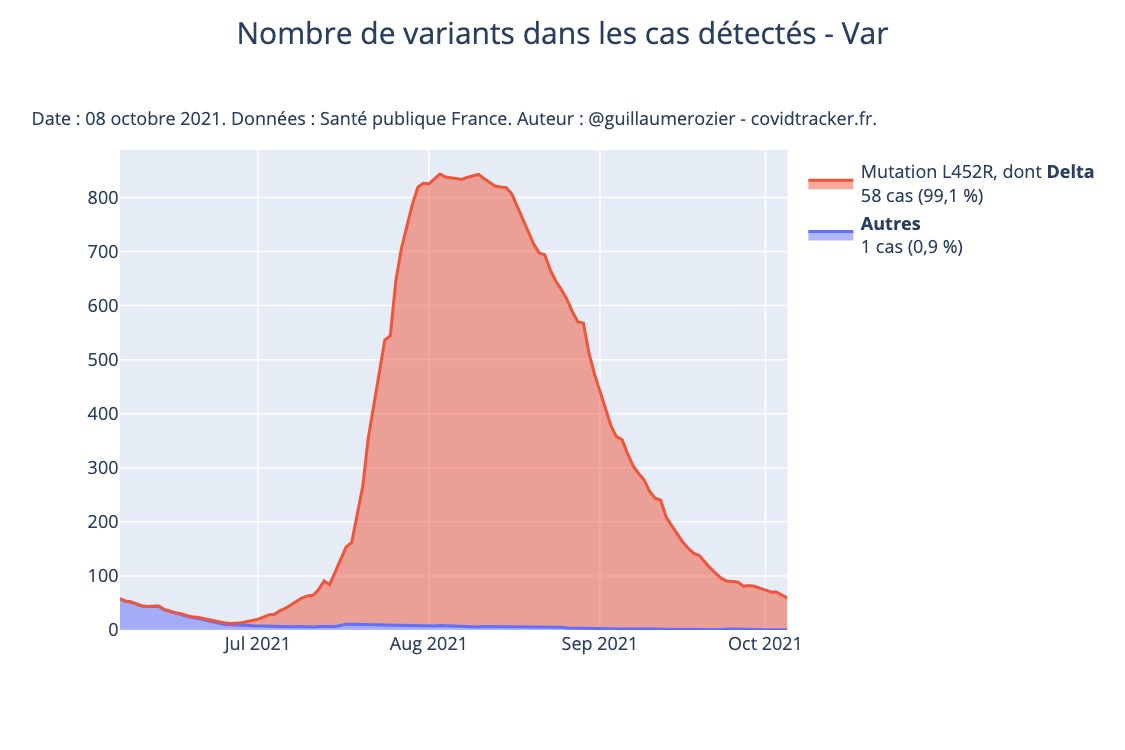 Nombre de variants dans les cas détectés - Var
Date : 08 octobre 2021. Données : Santé publique France. Auteur : @guillaumerozier - covidtracker.fr.
Mutation L452R, dont Delta
58 cas (99,1 %)
Autres
1 cas (0,9 %)
800
700
600
500
400
300
200
100
0
Jul 2021
Aug 2021
Sep 2021
Oct 2021